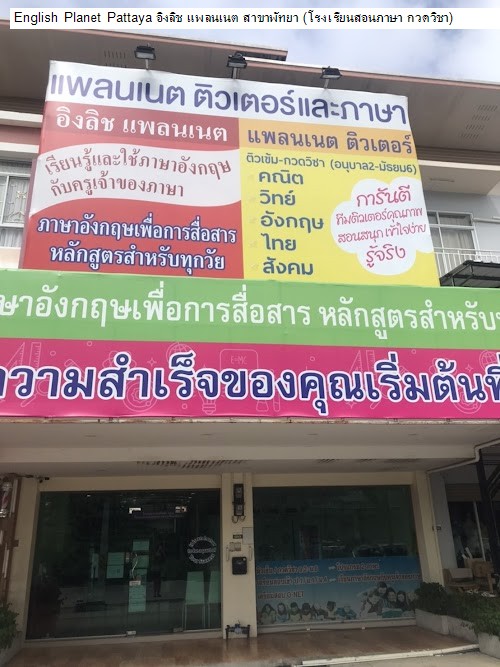 English Planet Pattaya อิงลิช แพลนเนต สาขาพัทยา (โรงเรียนสอนภาษา กวดวิชา)
แพลนเนต ติวเตอร์และภาษา
อิงลิช แพลนเนต
เรียนรู้และใช้ภาษาอังกฤษ
กับครูเจ้าของภาษา
ภาษาอังกฤษเพื่อการสื่อสาร
หลักสูตรสำหรับทุกวัย
แพลนเนต ติวเตอร์
ติวเข้ม-กวดวิชา (อนุบาล2-มัธยม6)
คณิต
วิทย์
อังกฤษ
ไทย
สังคม
การันตี
ทีมติวเตอร์คุณภาพ
สอนสนุก เข้าใจง่าย
รู้จริง
ษาอังกฤษเพื่อการสื่อสาร หลักสูตรสำหรับ
ความสำเร็จของคุณเริ่มต้นที่